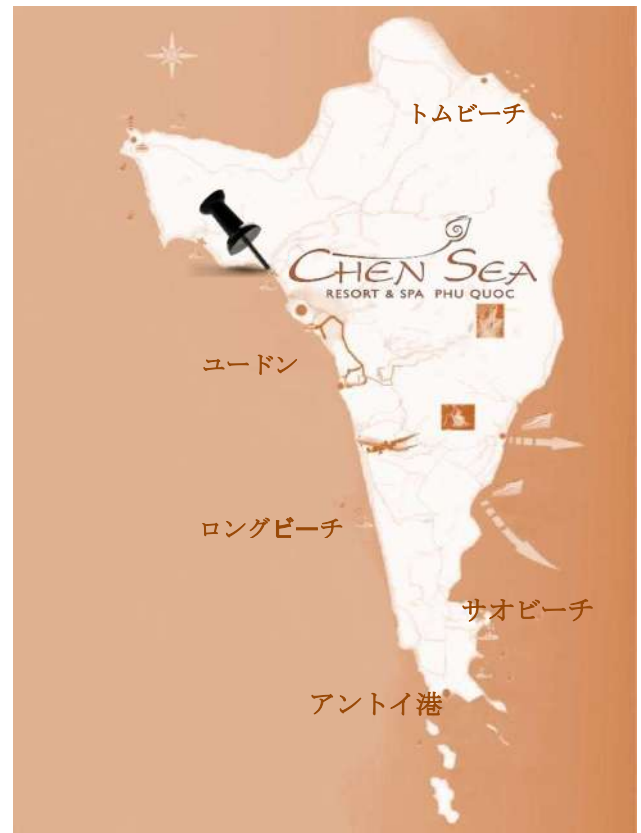 トムビーチ
CHEN SEA
RESORT & SPA PHU QUOC
ユードン
ロングビーチ
サオビーチ
アントイ港